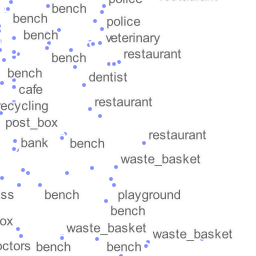 bench
police
bench
police
bench
veterinary
bench
restaurant
bench
dentist
cafe
recycling
restaurant
post_box
restaurant
bank
bench
waste_basket
ss
bench
playground
bench
ox
waste_basket
waste_basket
octors
bench
bench